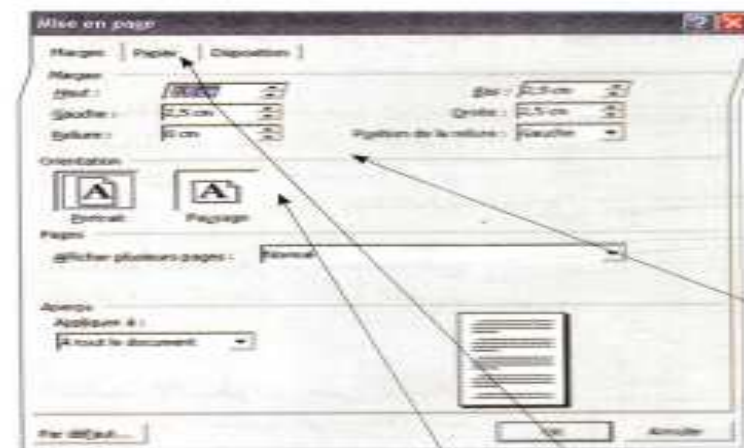 Mise en page
Marges Papier Disposition
Marges
Haut : Bas : 2,5 cm
Gauche : 2,5 cm Droite : 2,5 cm
Reliure : 0 cm Position de la reliure : Gauche
Orientation
A A
Portrait Paysage
Pages
Afficher plusieurs pages : Normal
Aperçu
Appliquer à :
À tout le document
Par défaut... OK Annuler